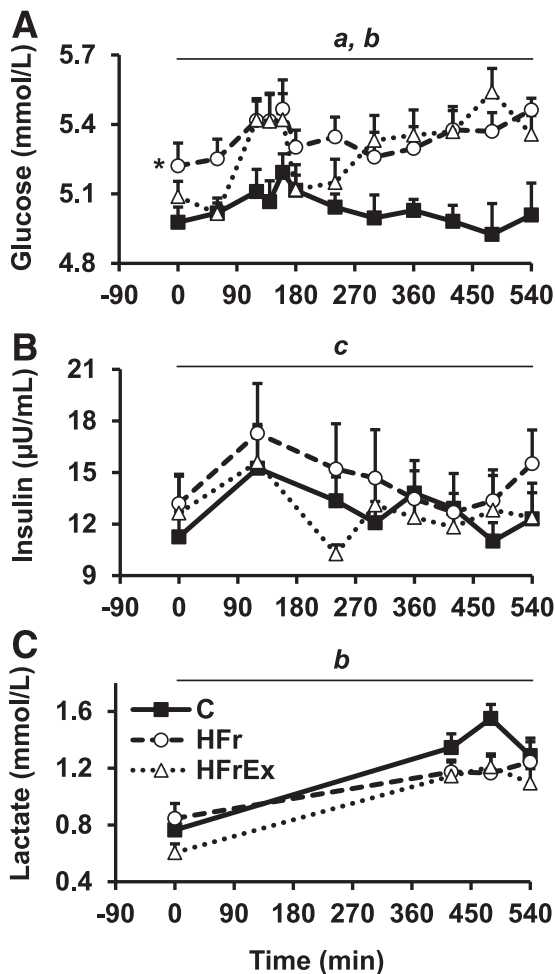 A
a, b
Glucose (mmol/L)
5.7
5.4
5.1
4.8
*
-90 0 90 180 270 360 450 540
B
c
Insulin (µU/mL)
21
18
15
12
9
-90 0 90 180 270 360 450 540
C
b
Lactate (mmol/L)
1.6
1.2
0.8
0.4
C
HFr
HFrEx
-90 0 90 180 270 360 450 540
Time (min)